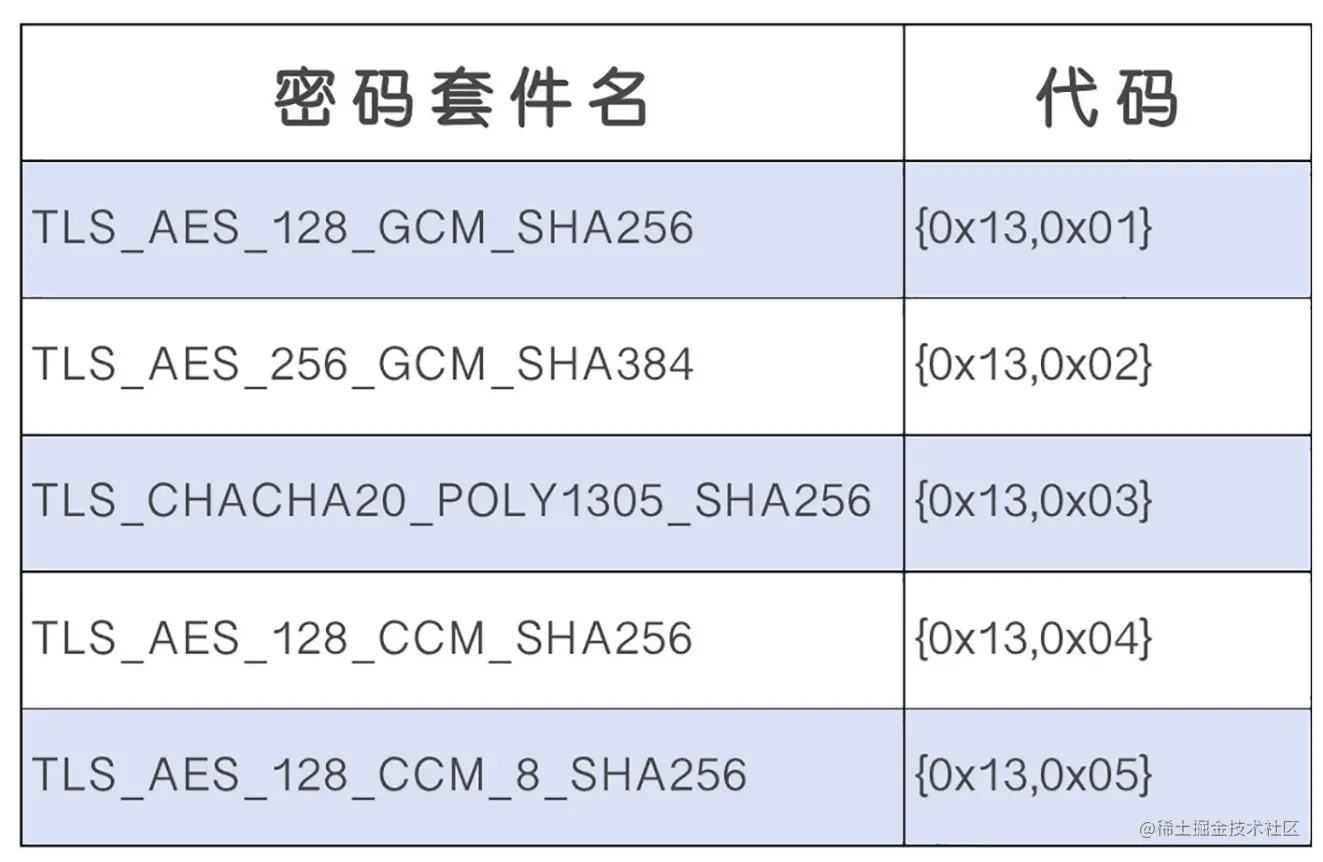 密码套件名 代码
TLS_AES_128_GCM_SHA256 {0x13,0x01}
TLS_AES_256_GCM_SHA384 {0x13,0x02}
TLS_CHACHA20_POLY1305_SHA256 {0x13,0x03}
TLS_AES_128_CCM_SHA256 {0x13,0x04}
TLS_AES_128_CCM_8_SHA256 {0x13,0x05}
@稀土掘金技术社区